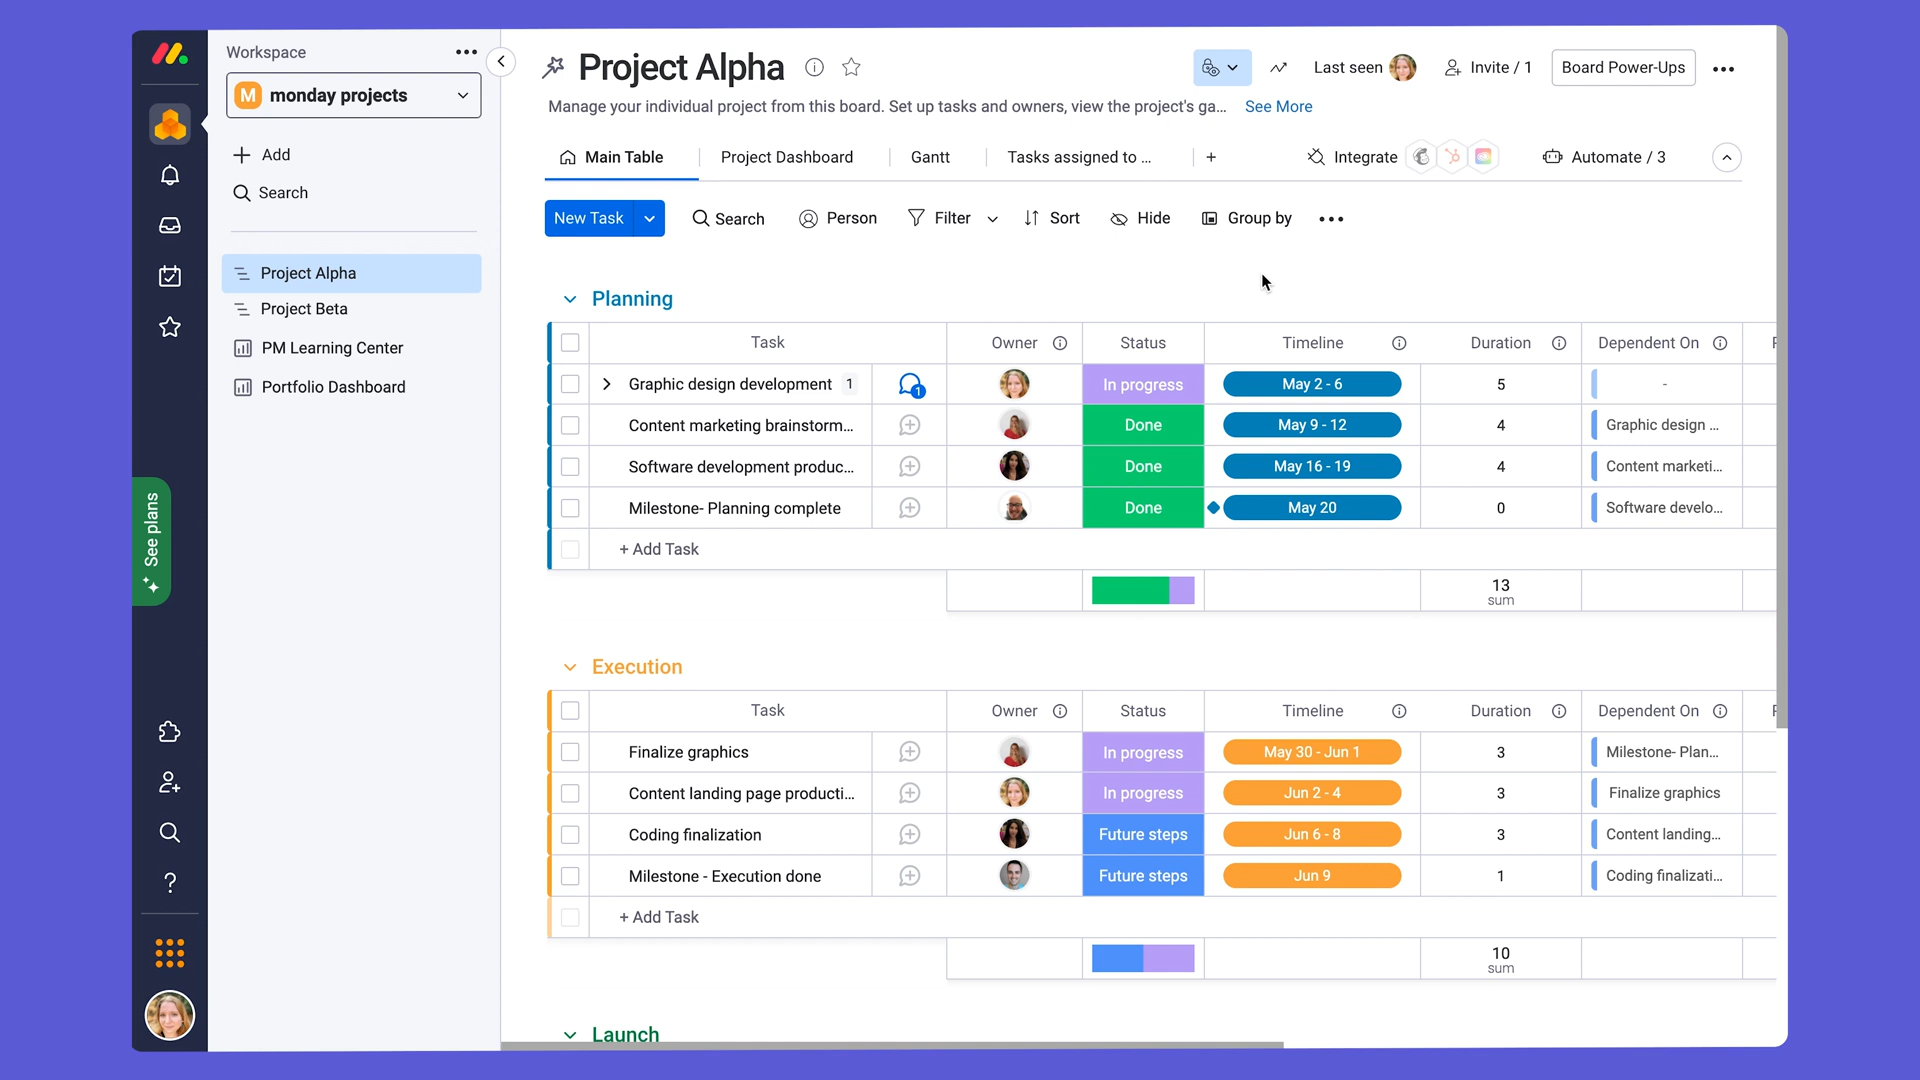 Workspace
M monday projects
Add
Search
Project Alpha
Project Beta
PM Learning Center
Portfolio Dashboard
See plans
Project Alpha
Last seen
Invite / 1
Board Power-Ups
Manage your individual project from this board. Set up tasks and owners, view the project's ga... See More
Main Table
Project Dashboard
Gantt
Tasks assigned to ...
+
Integrate
Automate / 3
New Task
Search
Person
Filter
Sort
Hide
Group by
Planning
Task Owner Status Timeline Duration Dependent On
Graphic design development 1 1 In progress May 2 - 6 5 -
Content marketing brainstorm... Done May 9 - 12 4 Graphic design ...
Software development produc... Done May 16 - 19 4 Content marketi...
Milestone- Planning complete Done May 20 0 Software develo...
+ Add Task
13
sum
Execution
Task Owner Status Timeline Duration Dependent On
Finalize graphics In progress May 30 - Jun 1 3 Milestone- Plan...
Content landing page producti... In progress Jun 2 - 4 3 Finalize graphics
Coding finalization Future steps Jun 6 - 8 3 Content landing...
Milestone - Execution done Future steps Jun 9 1 Coding finalizati...
+ Add Task
10
sum
Launch